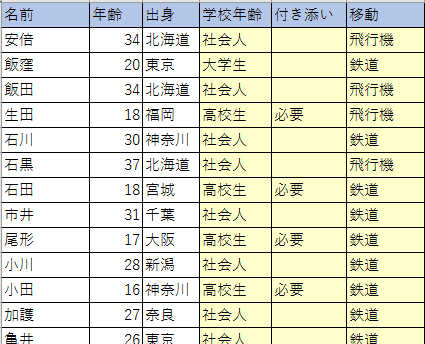 名前 年齢 出身 学校年齢 付き添い 移動
安倍 34 北海道 社会人 飛行機
飯窪 20 東京 大学生 鉄道
飯田 34 北海道 社会人 飛行機
生田 18 福岡 高校生 必要 飛行機
石川 30 神奈川 社会人 鉄道
石黒 37 北海道 社会人 飛行機
石田 18 宮城 高校生 必要 鉄道
市井 31 千葉 社会人 鉄道
尾形 17 大阪 高校生 必要 鉄道
小川 28 新潟 社会人 鉄道
小田 16 神奈川 高校生 必要 鉄道
加護 27 奈良 社会人 鉄道
亀井 26 東京 社会人 鉄道